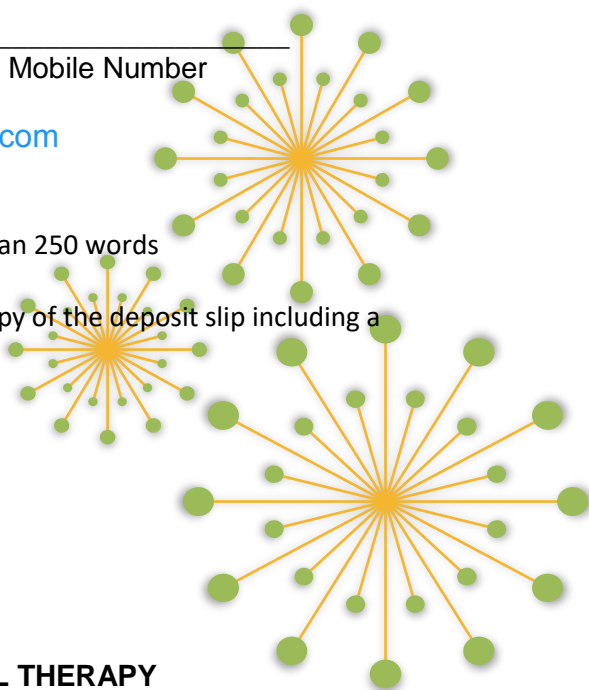 Mobile Number
com
an 250 words
py of the deposit slip including a
L THERAPY